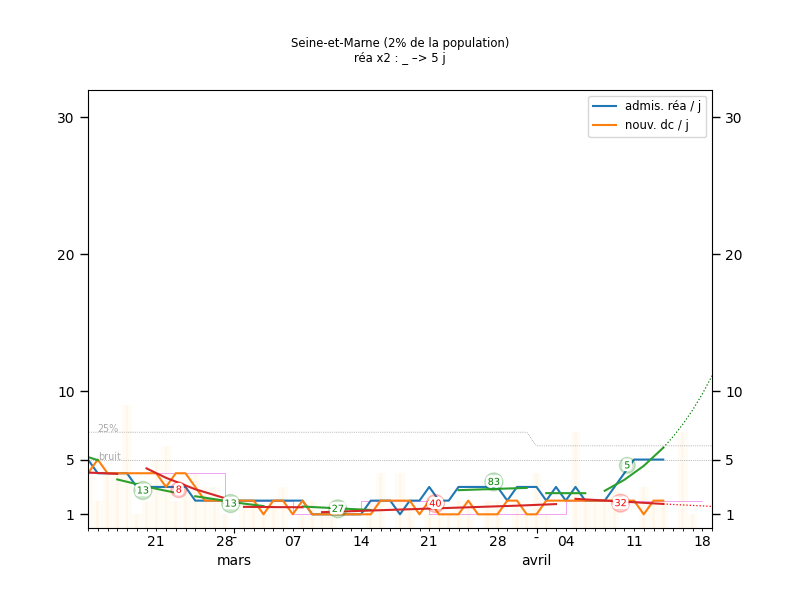 Seine-et-Marne (2% de la population)
réa x2 : _ –> 5 j
admis. réa / j
nouv. dc / j
30 30
20 20
10 10
25%
bruit
5 5
5
83
13 8
13 27 40 32
1 1
21 28 - 07 14 21 28 - 04 11 18
mars avril